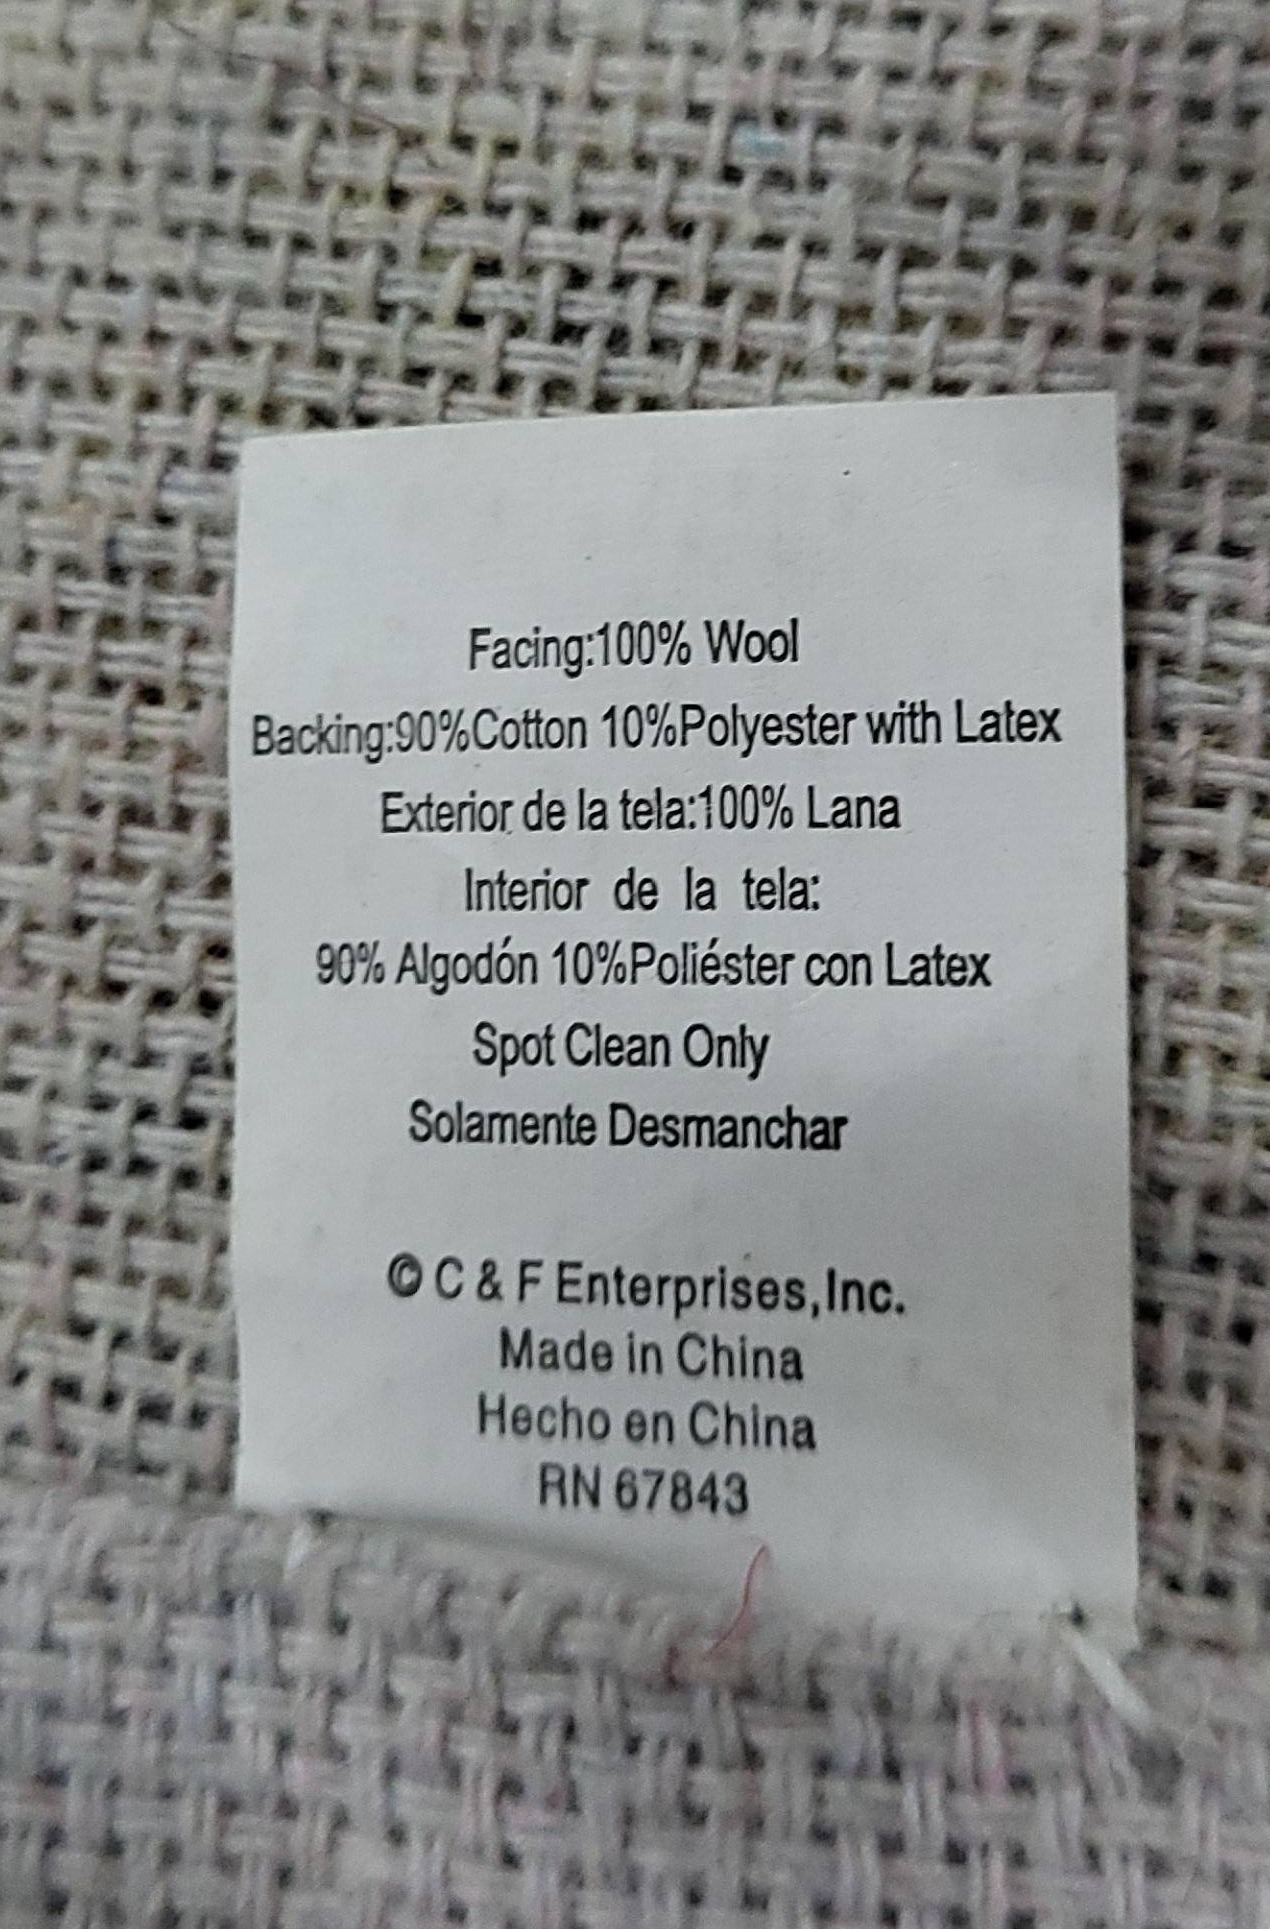 Facing:100% Wool
Backing:90%Cotton 10%Polyester with Latex
Exterior de la tela:100% Lana
Interior de la tela:
90% Algodón 10%Poliéster con Latex
Spot Clean Only
Solamente Desmanchar
© C & F Enterprises, Inc.
Made in China
Hecho en China
RN 67843